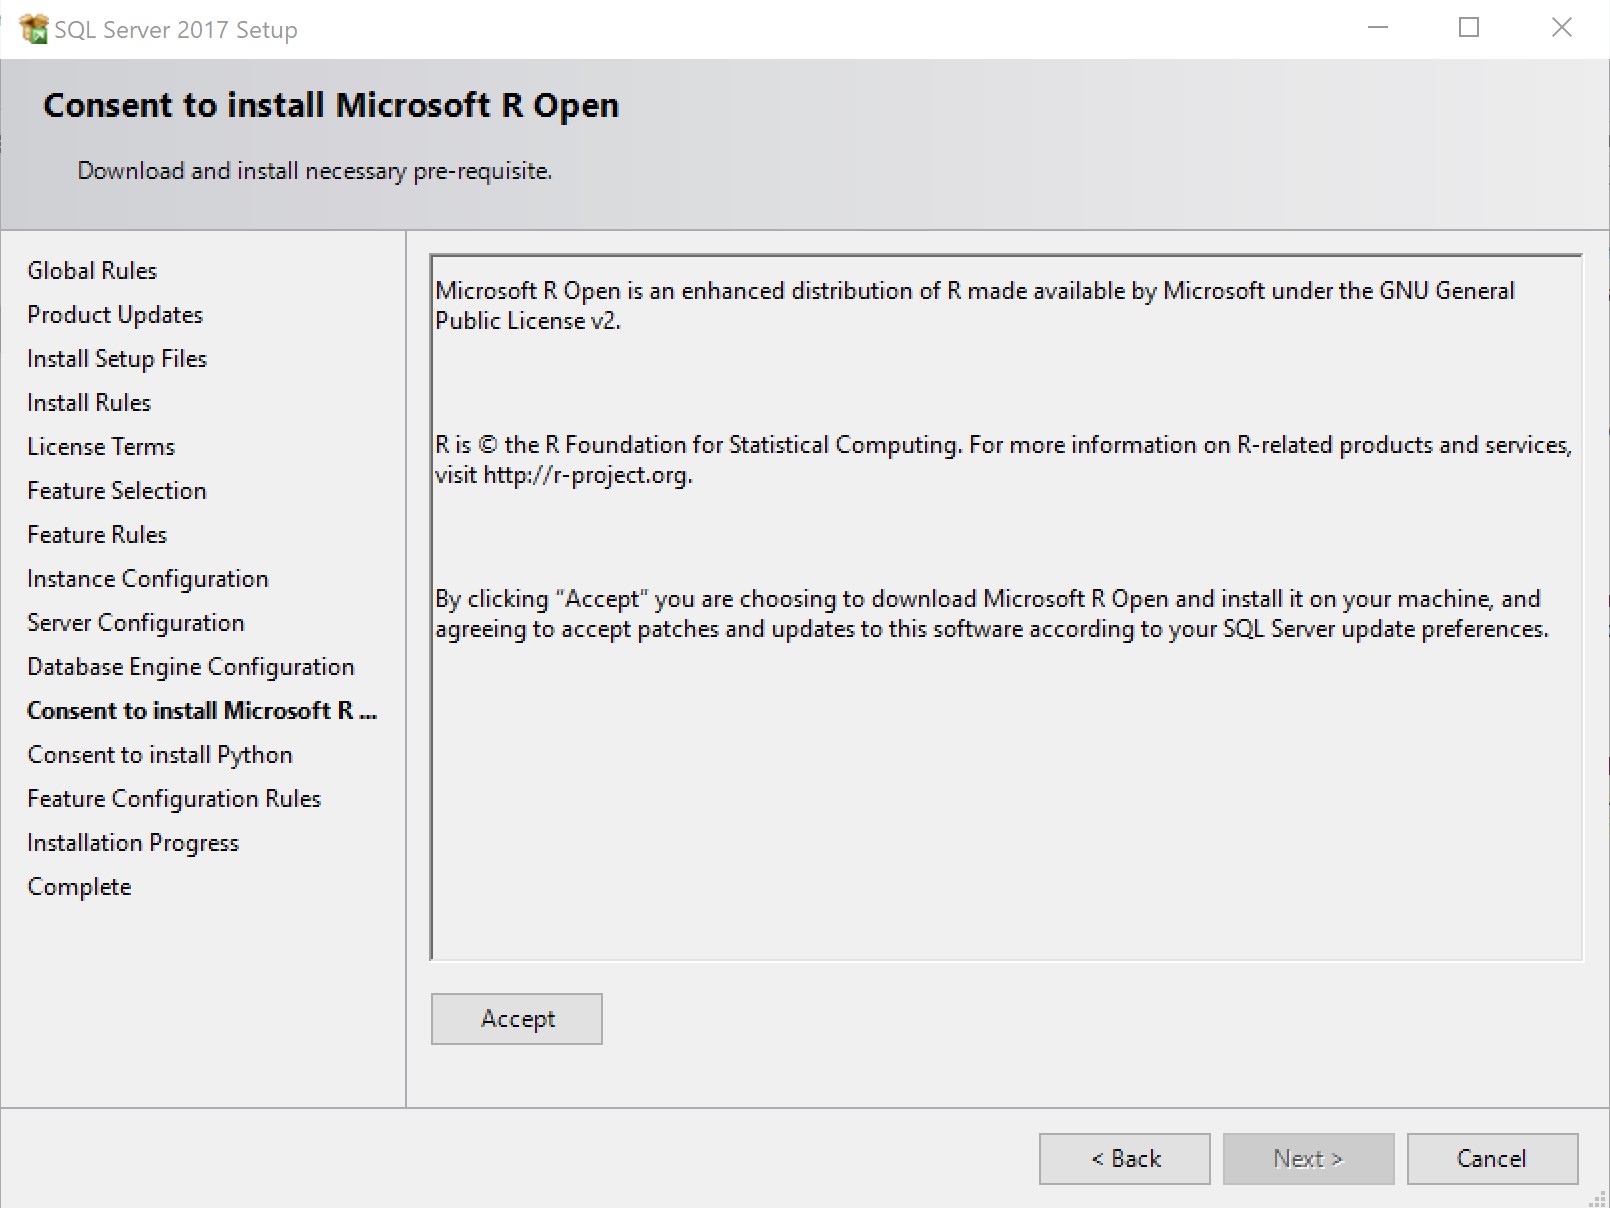 SQL Server 2017 Setup
Consent to install Microsoft R Open
Download and install necessary pre-requisite.
Global Rules
Product Updates
Install Setup Files
Install Rules
License Terms
Feature Selection
Feature Rules
Instance Configuration
Server Configuration
Database Engine Configuration
Consent to install Microsoft R ...
Consent to install Python
Feature Configuration Rules
Installation Progress
Complete
Microsoft R Open is an enhanced distribution of R made available by Microsoft under the GNU General
Public License v2.
R is © the R Foundation for Statistical Computing. For more information on R-related products and services,
visit http://r-project.org.
By clicking “Accept” you are choosing to download Microsoft R Open and install it on your machine, and
agreeing to accept patches and updates to this software according to your SQL Server update preferences.
Accept
< Back
Next >
Cancel